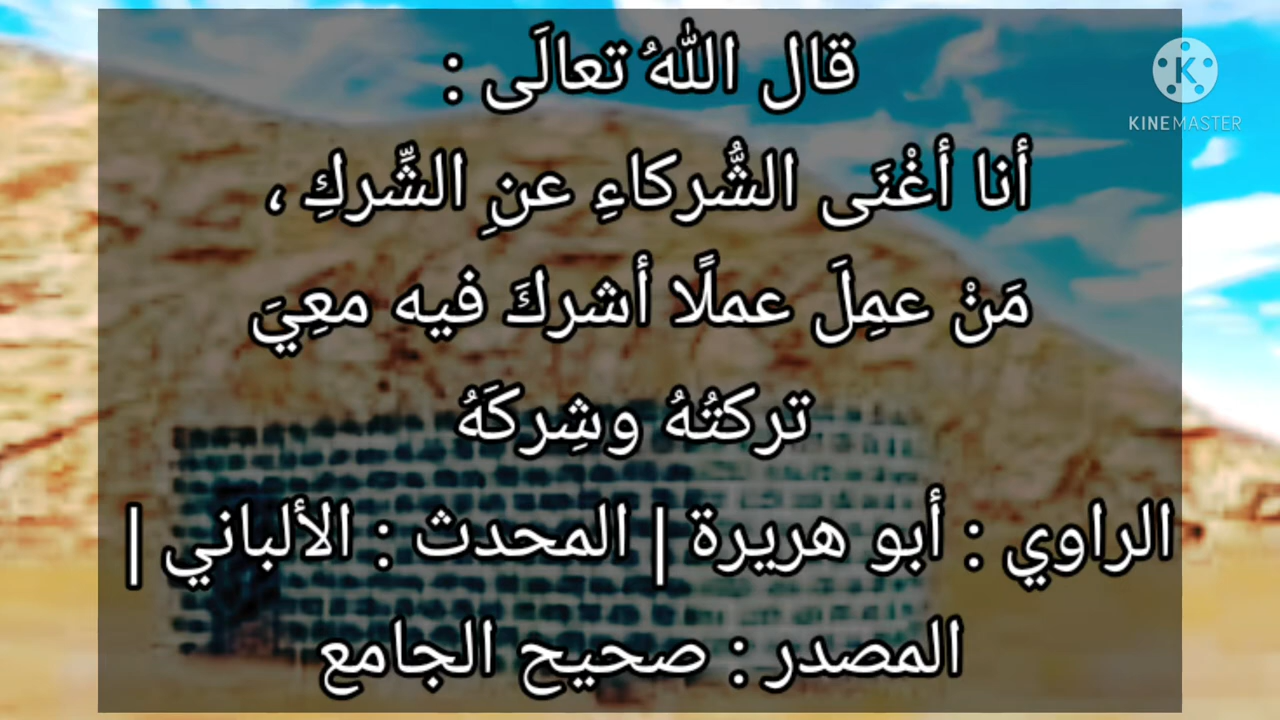 قال اللهُ تعالَى :
أنا أغْنَى الشُّركاءِ عنِ الشِّركِ ،
مَنْ عمِلَ عملًا أشركَ فيه معِيَ
تركتُهُ وشِركَهُ
الراوي : أبو هريرة | المحدث : الألباني |
المصدر : صحيح الجامع
KINEMASTER